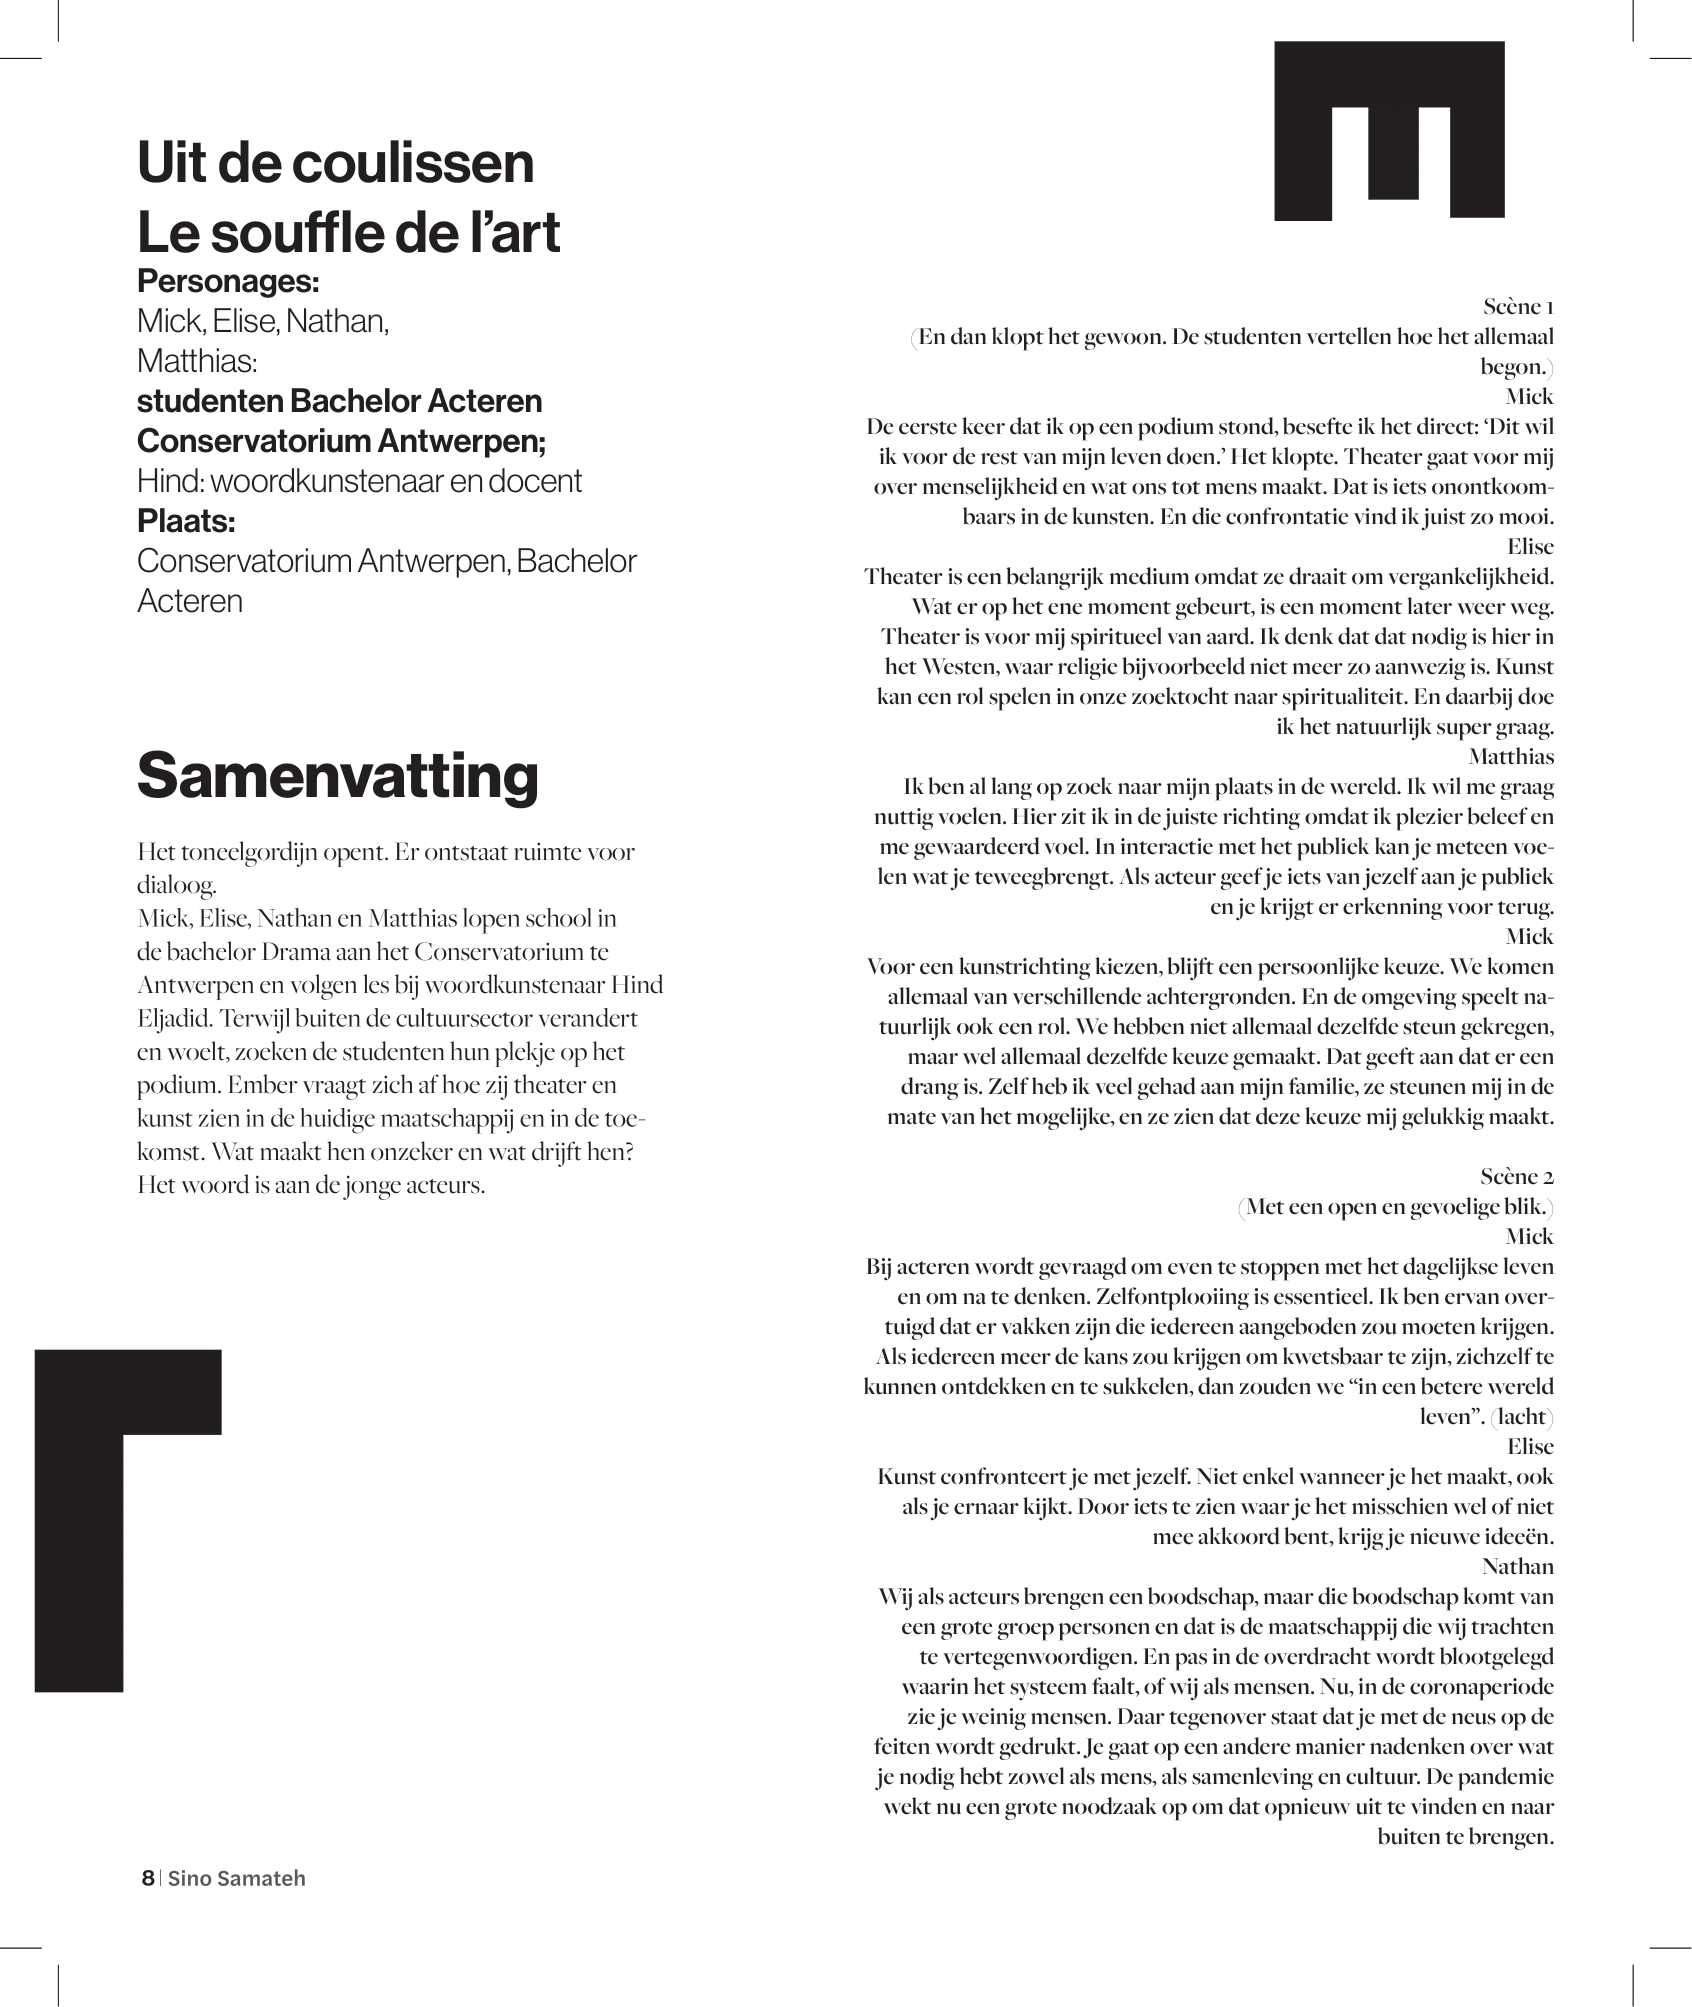 Uit de coulissen
Le souffle de l’art
Personages:
Mick, Elise, Nathan,
Matthias:
studenten Bachelor Acteren
Conservatorium Antwerpen;
Hind: woordkunstenaar en docent
Plaats:
Conservatorium Antwerpen, Bachelor
Acteren
Samenvatting
Het toneelgordijn opent. Er ontstaat ruimte voor
dialoog.
Mick, Elise, Nathan en Matthias lopen school in
de bachelor Drama aan het Conservatorium te
Antwerpen en volgen les bij woordkunstenaar Hind
Eljadid. Terwijl buiten de cultuursector verandert
en woelt, zoeken de studenten hun plekje op het
podium. Ember vraagt zich af hoe zij theater en
kunst zien in de huidige maatschappij en in de toe-
komst. Wat maakt hen onzeker en wat drijft hen?
Het woord is aan de jonge acteurs.
Scène 1
(En dan klopt het gewoon. De studenten vertellen hoe het allemaal
begon.)
Mick
De eerste keer dat ik op een podium stond, besefte ik het direct: ‘Dit wil
ik voor de rest van mijn leven doen.’ Het klopte. Theater gaat voor mij
over menselijkheid en wat ons tot mens maakt. Dat is iets onontkoom-
baars in de kunsten. En die confrontatie vind ik juist zo mooi.
Elise
Theater is een belangrijk medium omdat ze draait om vergankelijkheid.
Wat er op het ene moment gebeurt, is een moment later weer weg.
Theater is voor mij spiritueel van aard. Ik denk dat dat nodig is hier in
het Westen, waar religie bijvoorbeeld niet meer zo aanwezig is. Kunst
kan een rol spelen in onze zoektocht naar spiritualiteit. En daarbij doe
ik het natuurlijk super graag.
Matthias
Ik ben al lang op zoek naar mijn plaats in de wereld. Ik wil me graag
nuttig voelen. Hier zit ik in de juiste richting omdat ik plezier beleef en
me gewaardeerd voel. In interactie met het publiek kan je meteen voe-
len wat je teweegbrengt. Als acteur geef je iets van jezelf aan je publiek
en je krijgt er erkenning voor terug.
Mick
Voor een kunstrichting kiezen, blijft een persoonlijke keuze. We komen
allemaal van verschillende achtergronden. En de omgeving speelt na-
tuurlijk ook een rol. We hebben niet allemaal dezelfde steun gekregen,
maar wel allemaal dezelfde keuze gemaakt. Dat geeft aan dat er een
drang is. Zelf heb ik veel gehad aan mijn familie, ze steunen mij in de
mate van het mogelijke, en ze zien dat deze keuze mij gelukkig maakt.
Scène 2
(Met een open en gevoelige blik.)
Mick
Bij acteren wordt gevraagd om even te stoppen met het dagelijkse leven
en om na te denken. Zelfontplooiing is essentieel. Ik ben ervan over-
tuigd dat er vakken zijn die iedereen aangeboden zou moeten krijgen.
Als iedereen meer de kans zou krijgen om kwetsbaar te zijn, zichzelf te
kunnen ontdekken en te sukkelen, dan zouden we “in een betere wereld
leven”. (lacht)
Elise
Kunst confronteert je met jezelf. Niet enkel wanneer je het maakt, ook
als je ernaar kijkt. Door iets te zien waar je het misschien wel of niet
mee akkoord bent, krijg je nieuwe ideeën.
Nathan
Wij als acteurs brengen een boodschap, maar die boodschap komt van
een grote groep personen en dat is de maatschappij die wij trachten
te vertegenwoordigen. En pas in de overdracht wordt blootgelegd
waarin het systeem faalt, of wij als mensen. Nu, in de coronaperiode
zie je weinig mensen. Daar tegenover staat dat je met de neus op de
feiten wordt gedrukt. Je gaat op een andere manier nadenken over wat
je nodig hebt zowel als mens, als samenleving en cultuur. De pandemie
wekt nu een grote noodzaak op om dat opnieuw uit te vinden en naar
buiten te brengen.
8 | Sino Samateh